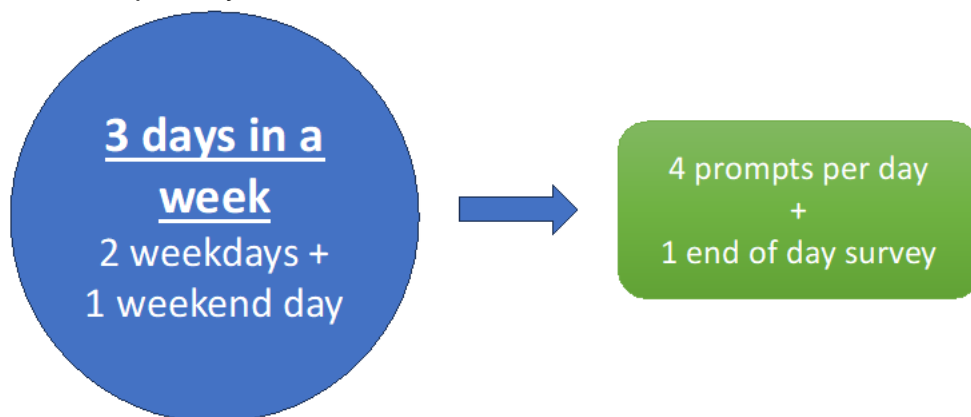 3 days in a
week
2 weekdays +
1 weekend day
4 prompts per day
+
1 end of day survey